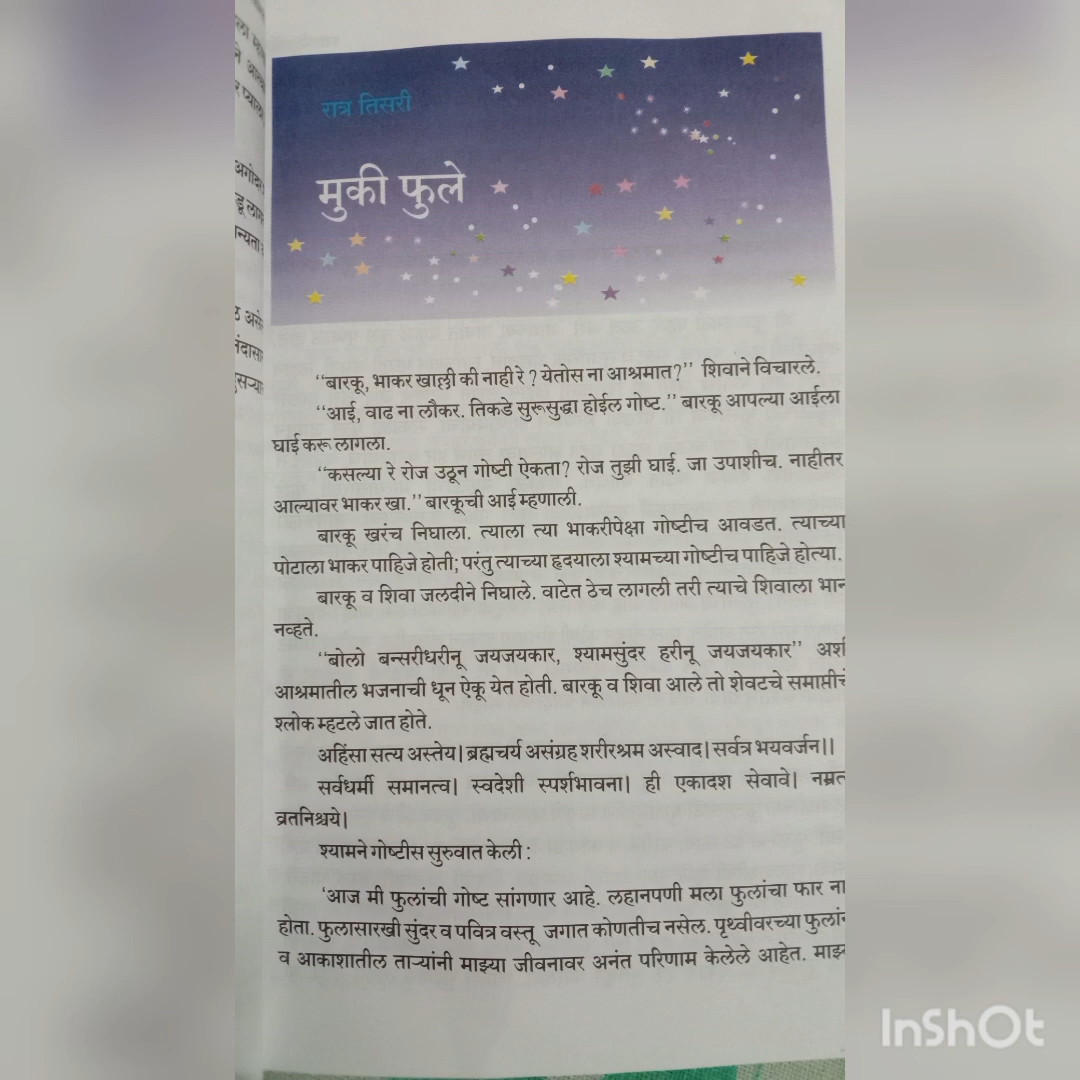 रात्र तिसरी
मुकी फुले
‘‘बारकू, भाकर खाल्ली की नाही रे ? येतोस ना आश्रमात?’’ शिवाने विचारले.
‘‘आई, वाढ ना लौकर. तिकडे सुरूसुद्धा होईल गोष्ट.’’ बारकू आपल्या आईला
घाई करू लागला.
‘‘कसल्या रे रोज उठून गोष्टी ऐकता? रोज तुझी घाई. जा उपाशीच. नाहीतर
आल्यावर भाकर खा.’’ बारकूची आई म्हणाली.
बारकू खरंच निघाला. त्याला त्या भाकरीपेक्षा गोष्टीच आवडत. त्याच्या
पोटाला भाकर पाहिजे होती; परंतु त्याच्या हृदयाला श्यामच्या गोष्टीच पाहिजे होत्या.
बारकू व शिवा जलदीने निघाले. वाटेत ठेच लागली तरी त्याचे शिवाला भान
नव्हते.
‘‘बोलो बन्सरीधरीनू जयजयकार, श्यामसुंदर हरीनू जयजयकार’’ अशी
आश्रमातील भजनाची धून ऐकू येत होती. बारकू व शिवा आले तो शेवटचे समाप्तीचे
श्लोक म्हटले जात होते.
अहिंसा सत्य अस्तेय। ब्रह्मचर्य असंग्रह शरीरश्रम अस्वाद। सर्वत्र भयवर्जन।।
सर्वधर्मी समानत्व। स्वदेशी स्पर्शभावना। ही एकादश सेवावे। नम्रत
व्रतनिश्चये।
श्यामने गोष्टीस सुरुवात केली :
‘आज मी फुलांची गोष्ट सांगणार आहे. लहानपणी मला फुलांचा फार ना
होता. फुलासारखी सुंदर व पवित्र वस्तू जगात कोणतीच नसेल. पृथ्वीवरच्या फुलां
व आकाशातील ताऱ्यांनी माझ्या जीवनावर अनंत परिणाम केलेले आहेत. माझ
InShOt